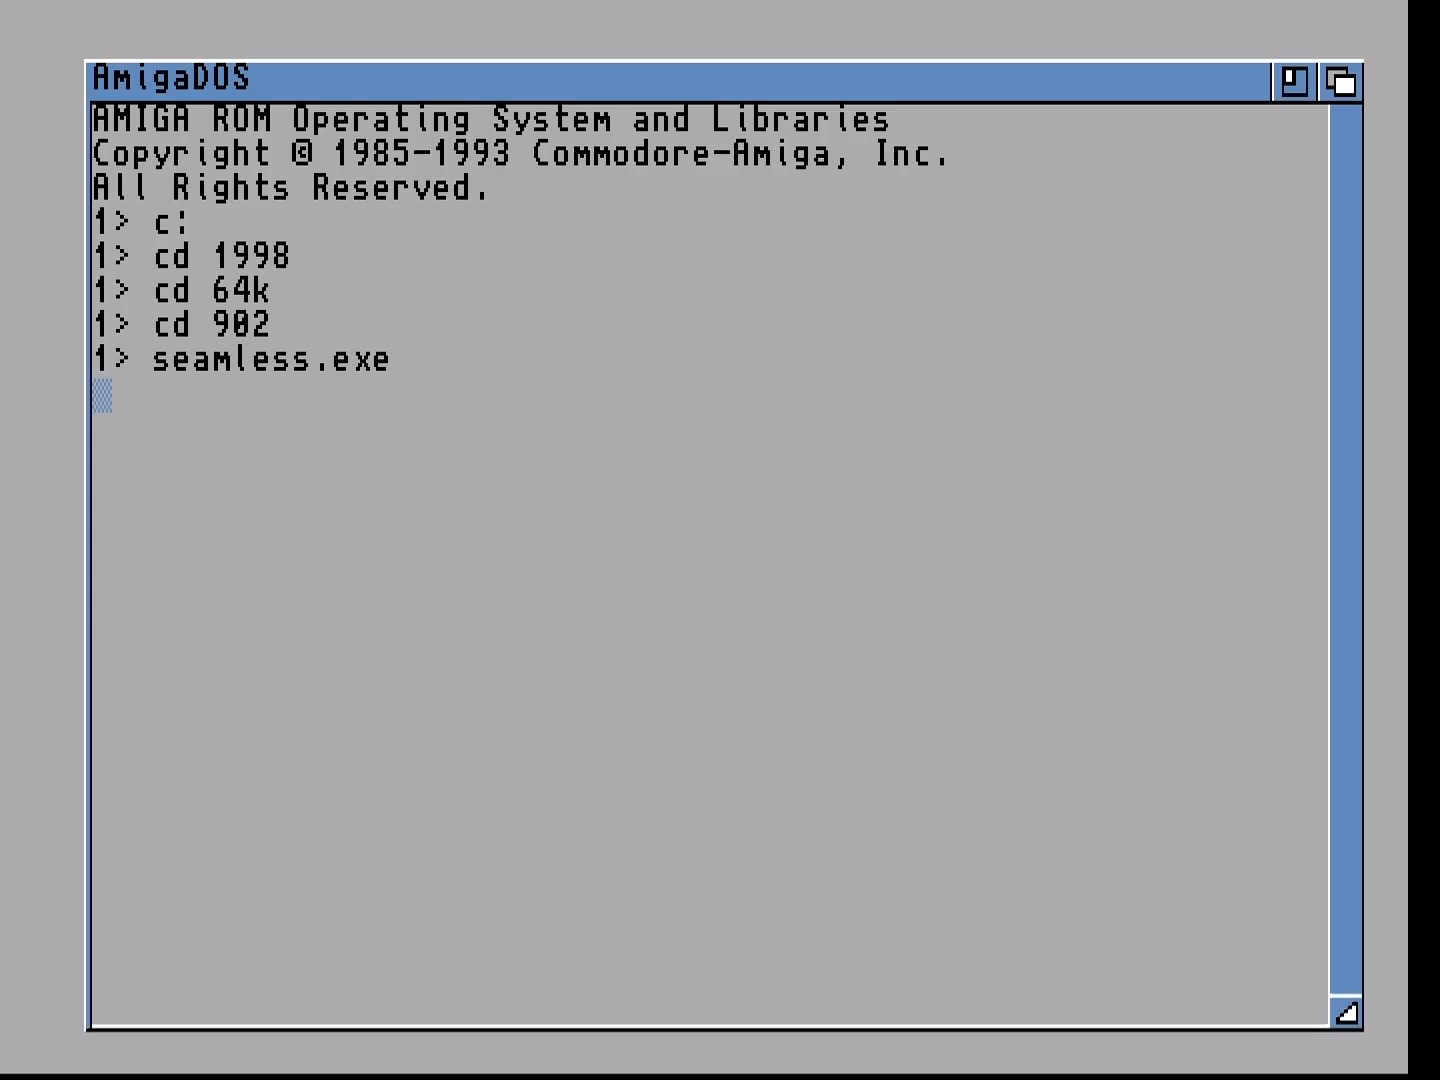 AmigaDOS
AMIGA ROM Operating System and Libraries
Copyright © 1985-1993 Commodore-Amiga, Inc.
All Rights Reserved.
1> c:
1> cd 1998
1> cd 64k
1> cd 902
1> seamless.exe